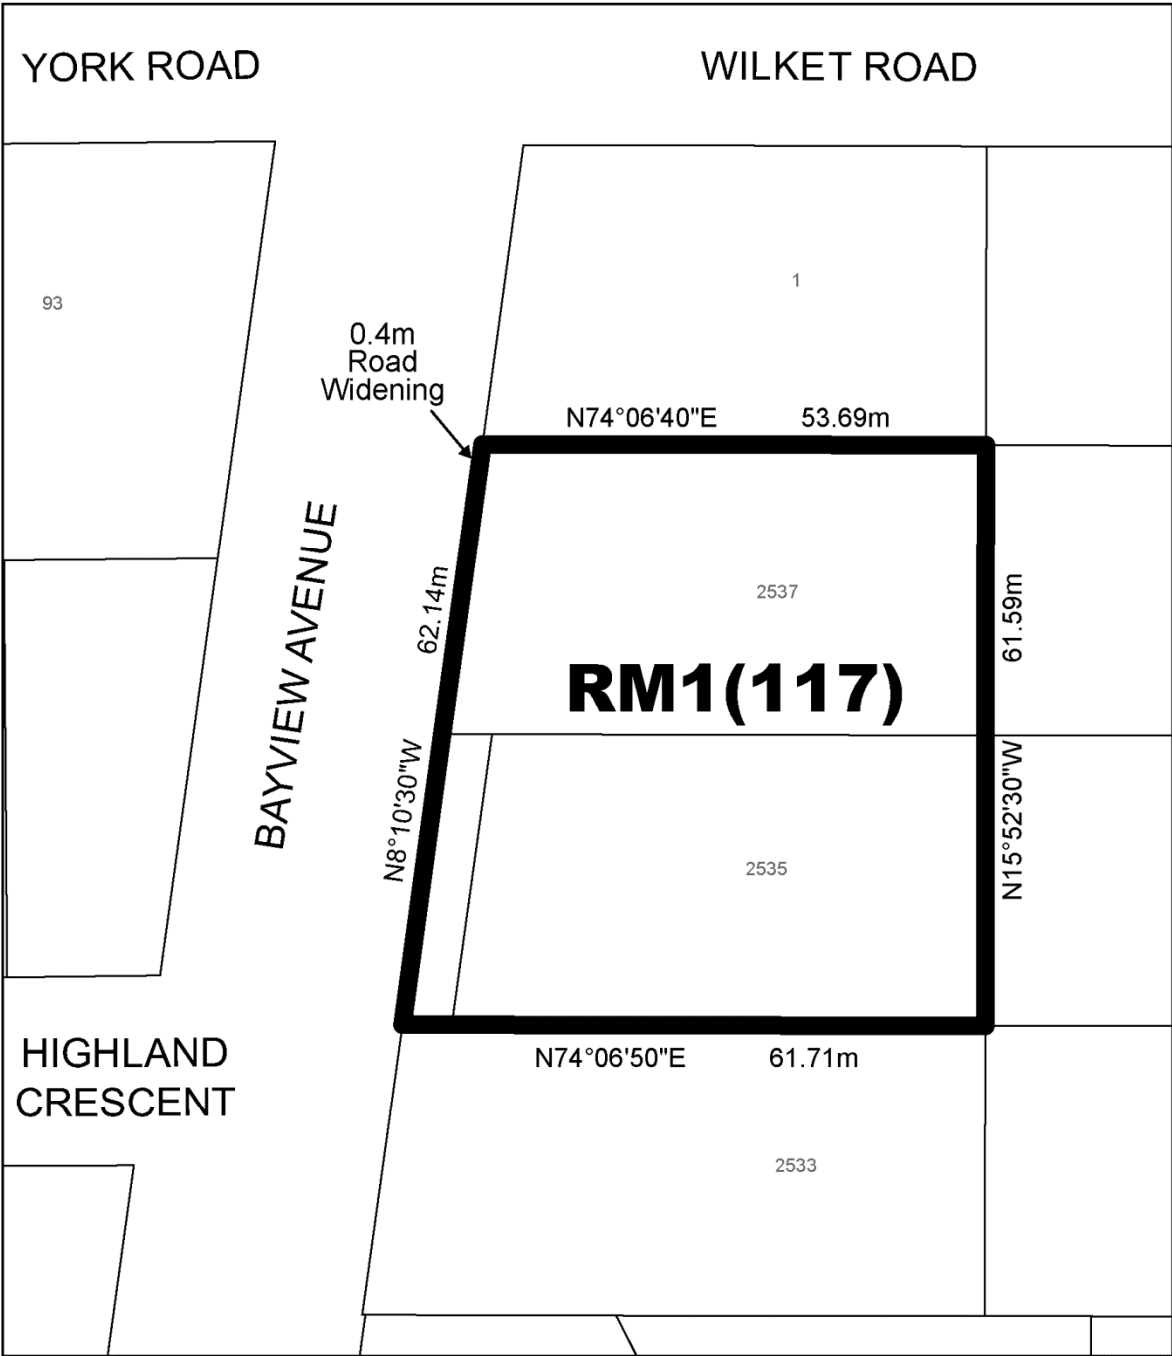 YORK ROAD
WILKET ROAD
93
1
0.4m
Road
Widening
N74°06'40"E 53.69m
BAYVIEW AVENUE
62.14m
N8°10'30"W
2537
RM1(117)
61.59m
N15°52'30"W
2535
HIGHLAND
CRESCENT
N74°06'50"E 61.71m
2533